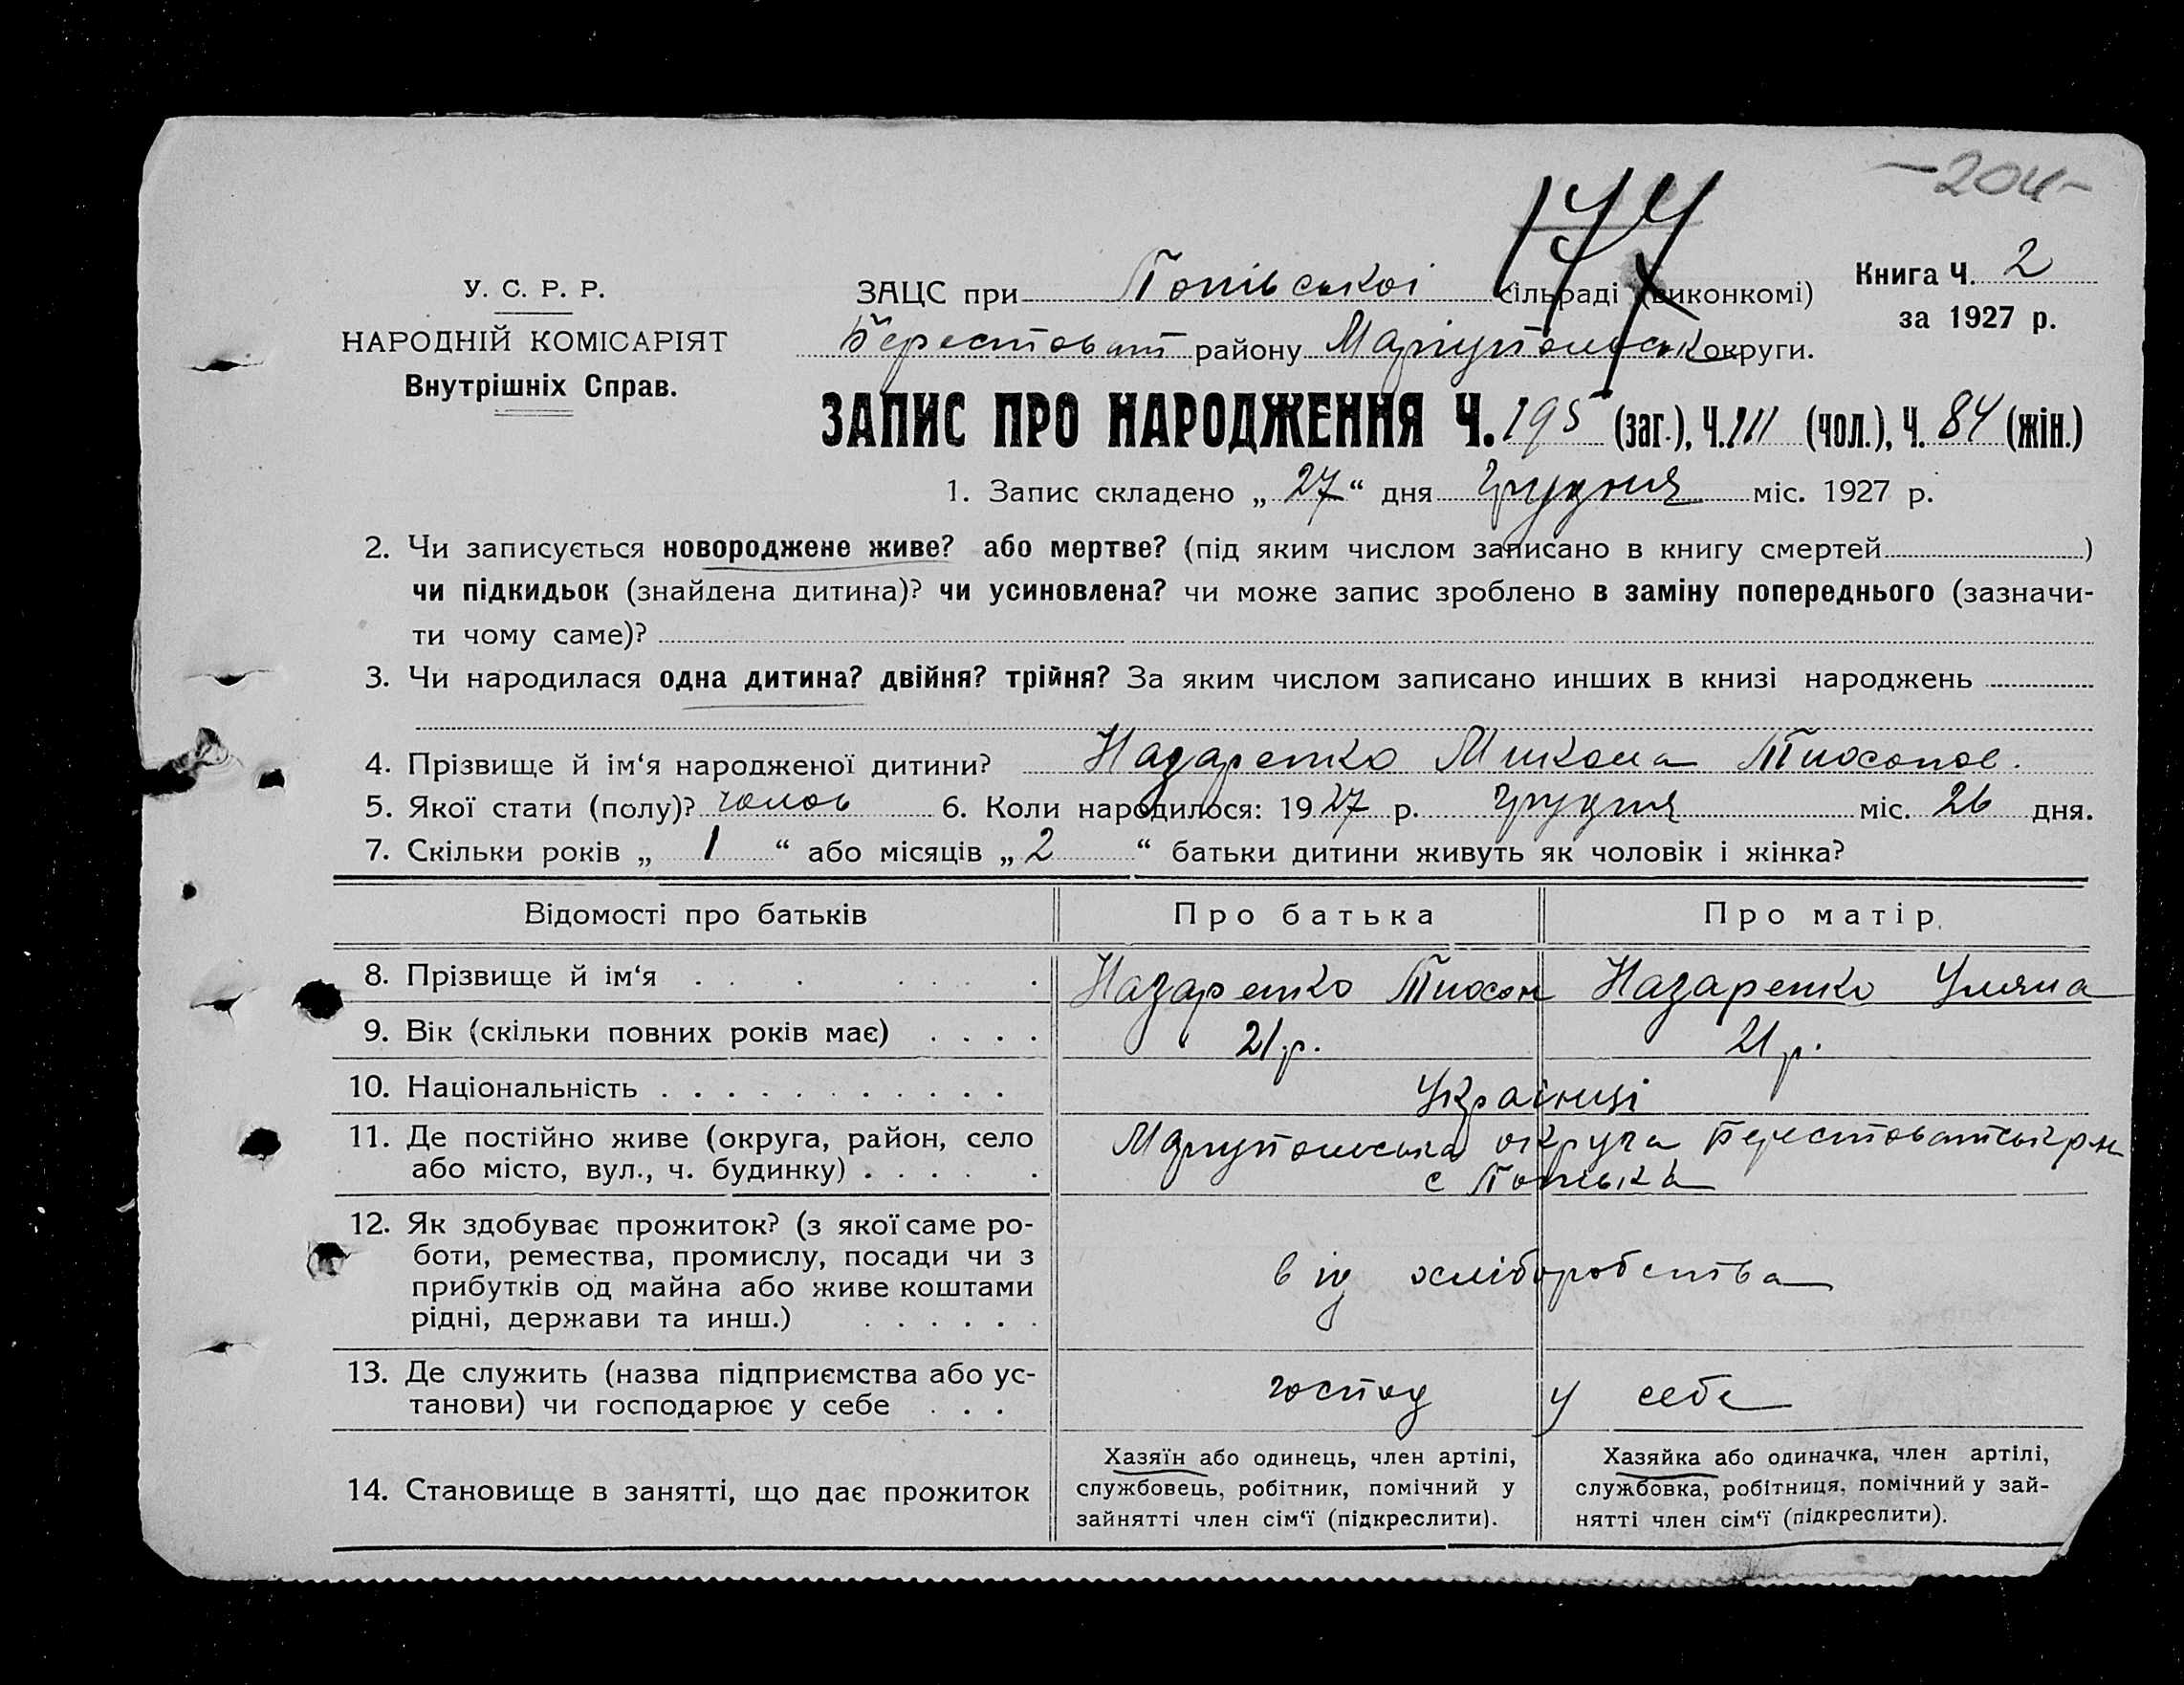 -204-
177
У. С. Р. Р.
НАРОДНІЙ КОМІСАРІЯТ
Внутрішніх Справ.
ЗАЦС при Попівської сільраді (виконкомі)
Книга Ч. 2
за 1927 р.
Берестоват району Маріупольськ округи.
ЗАПИС ПРО НАРОДЖЕННЯ Ч. 195 (заг.), Ч. 111 (чол.), Ч. 84 (жін.)
1. Запис складено „ 27 “ дня Грудня міс. 1927 р.
2. Чи записується новороджене живе? або мертве? (під яким числом записано в книгу смертей )
чи підкидьок (знайдена дитина)? чи усиновлена? чи може запис зроблено в заміну попереднього (зазначи-
ти чому саме)?
3. Чи народилася одна дитина? двійня? трійня? За яким числом записано инших в книзі народжень
4. Прізвище й ім‘я народженої дитини? Назаренко Микола Тихонов.
5. Якої стати (полу)? чолов 6. Коли народилося: 1927 р. Грудня міс. 26 дня.
7. Скільки років „ 1 “ або місяців „ 2 “ батьки дитини живуть як чоловік і жінка?
Відомості про батьків Про батька Про матір
8. Прізвище й ім‘я Назаренко Тихон Назаренко Уляна
9. Вік (скільки повних років має) 21 р. 21 р.
10. Національність Українці
11. Де постійно живе (округа, район, село
або місто, вул., ч. будинку)
Маріупольська округа Берестоватськ р-н
с Попівка
12. Як здобуває прожиток? (з якої саме ро-
боти, ремества, промислу, посади чи з
прибутків од майна або живе коштами
рідні, держави та инш.)
від хліборобства
13. Де служить (назва підприємства або ус-
танови) чи господарює у себе
господ у себе
14. Становище в занятті, що дає прожиток
Хазяїн або одинець, член артілі,
службовець, робітник, помічний у
зайнятті член сім‘ї (підкреслити).
Хазяйка або одиначка, член артілі,
службовка, робітниця, помічний у зай-
нятті член сім‘ї (підкреслити).